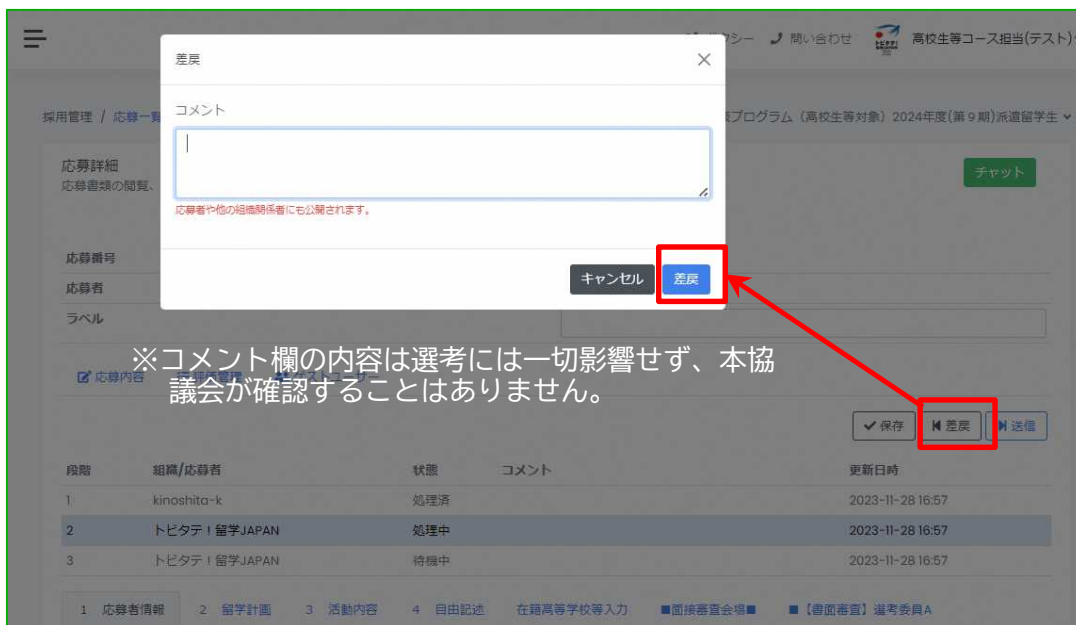 差戻
問い合わせ
高校生等コース担当(テスト)
コメント
採用管理 / 応募一覧
プログラム（高校生等対象）2024年度(第9期)派遣留学生
応募詳細
応募書類の閲覧、
チャット
応募者や他の組織関係者にも公開されます。
応募番号
キャンセル 差戻
応募者
ラベル
※コメント欄の内容は選考には一切影響せず、本協
議会が確認することはありません。
応募内容 評価管理 ゲストユーザー
保存 差戻 送信
段階 組織/応募者 状態 コメント 更新日時
1 kinoshita-k 処理済 2023-11-28 16:57
2 トビタテ！留学JAPAN 処理中 2023-11-28 16:57
3 トビタテ！留学JAPAN 待機中 2023-11-28 16:57
1 応募者情報 2 留学計画 3 活動内容 4 自由記述 在籍高等学校等入力 ■面接審査会場■ ■【書面審査】選考委員A